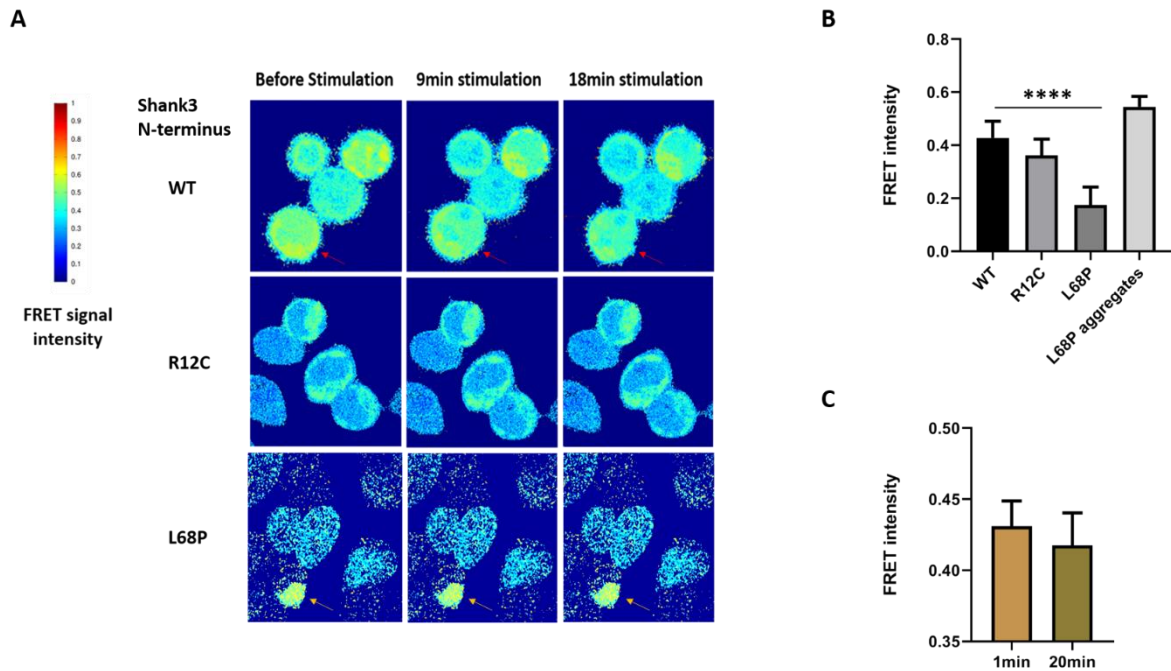 A
Before Stimulation 9min stimulation 18min stimulation
Shank3
N-terminus
1
0.9
0.8
0.7
0.6
0.5
0.4
0.3
0.2
0.1
0
FRET signal
intensity
WT
R12C
L68P
B
FRET intensity
0.8
0.6
0.4
0.2
0.0
****
WT
R12C
L68P
L68P aggregates
C
FRET intensity
0.50
0.45
0.40
0.35
1min 20min